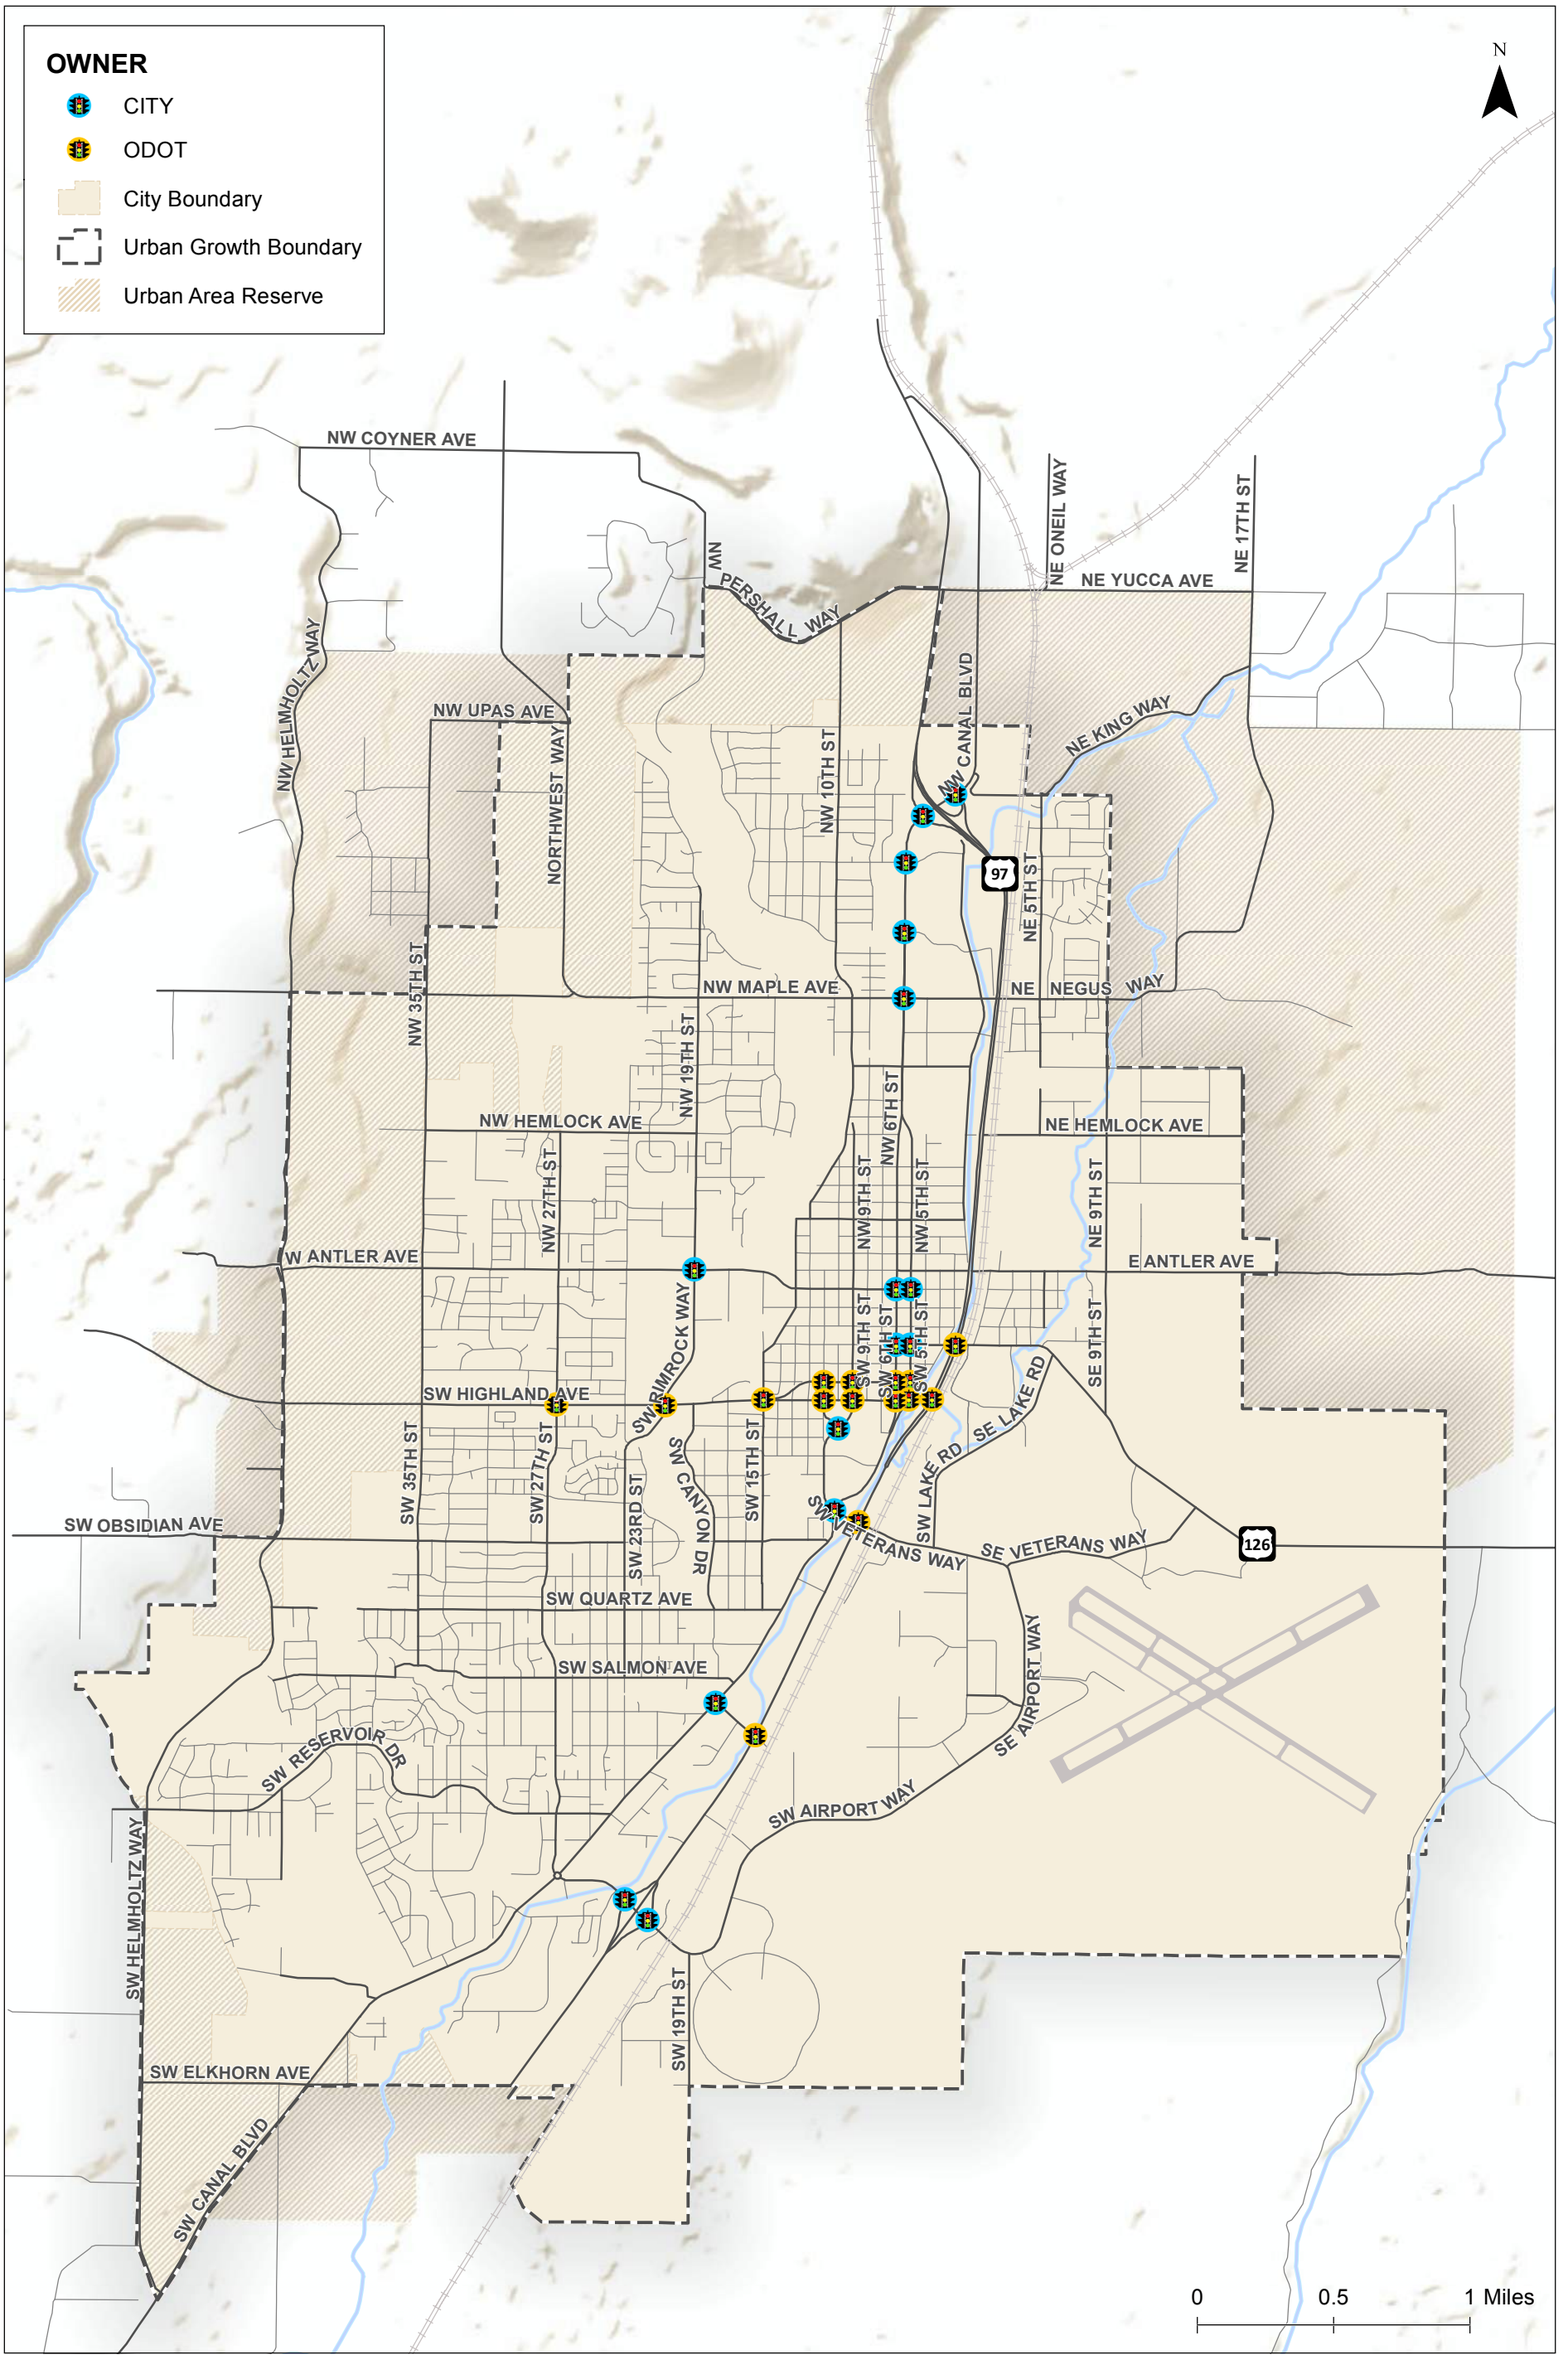 OWNER
CITY
ODOT
City Boundary
Urban Growth Boundary
Urban Area Reserve
N
NW COYNER AVE
NE ONEIL WAY
NE 17TH ST
NW
PERSHALL WAY
NE YUCCA AVE
NW HELMHOLTZ WAY
NW UPAS AVE
NORTHWEST WAY
NW 10TH ST
NW CANAL BLVD
NE KING WAY
97
NE 5TH ST
NW 35TH ST
NW MAPLE AVE
NE NEGUS WAY
NW 19TH ST
NW HEMLOCK AVE
NW 6TH ST
NE HEMLOCK AVE
NW 27TH ST
NW 9TH ST
NW 5TH ST
NE 9TH ST
W ANTLER AVE
E ANTLER AVE
SW RIMROCK WAY
SW 9TH ST
SW 6TH ST
SW 5TH ST
SE 9TH ST
SW HIGHLAND AVE
SE LAKE RD
SW 35TH ST
SW 27TH ST
SW 23RD ST
SW CANYON DR
SW 15TH ST
SW LAKE RD
SW OBSIDIAN AVE
SW VETERANS WAY
SE VETERANS WAY
126
SW QUARTZ AVE
SW SALMON AVE
SE AIRPORT WAY
SW RESERVOIR DR
SW AIRPORT WAY
SW HELMHOLTZ WAY
SW 19TH ST
SW ELKHORN AVE
SW CANAL BLVD
0 0.5 1 Miles